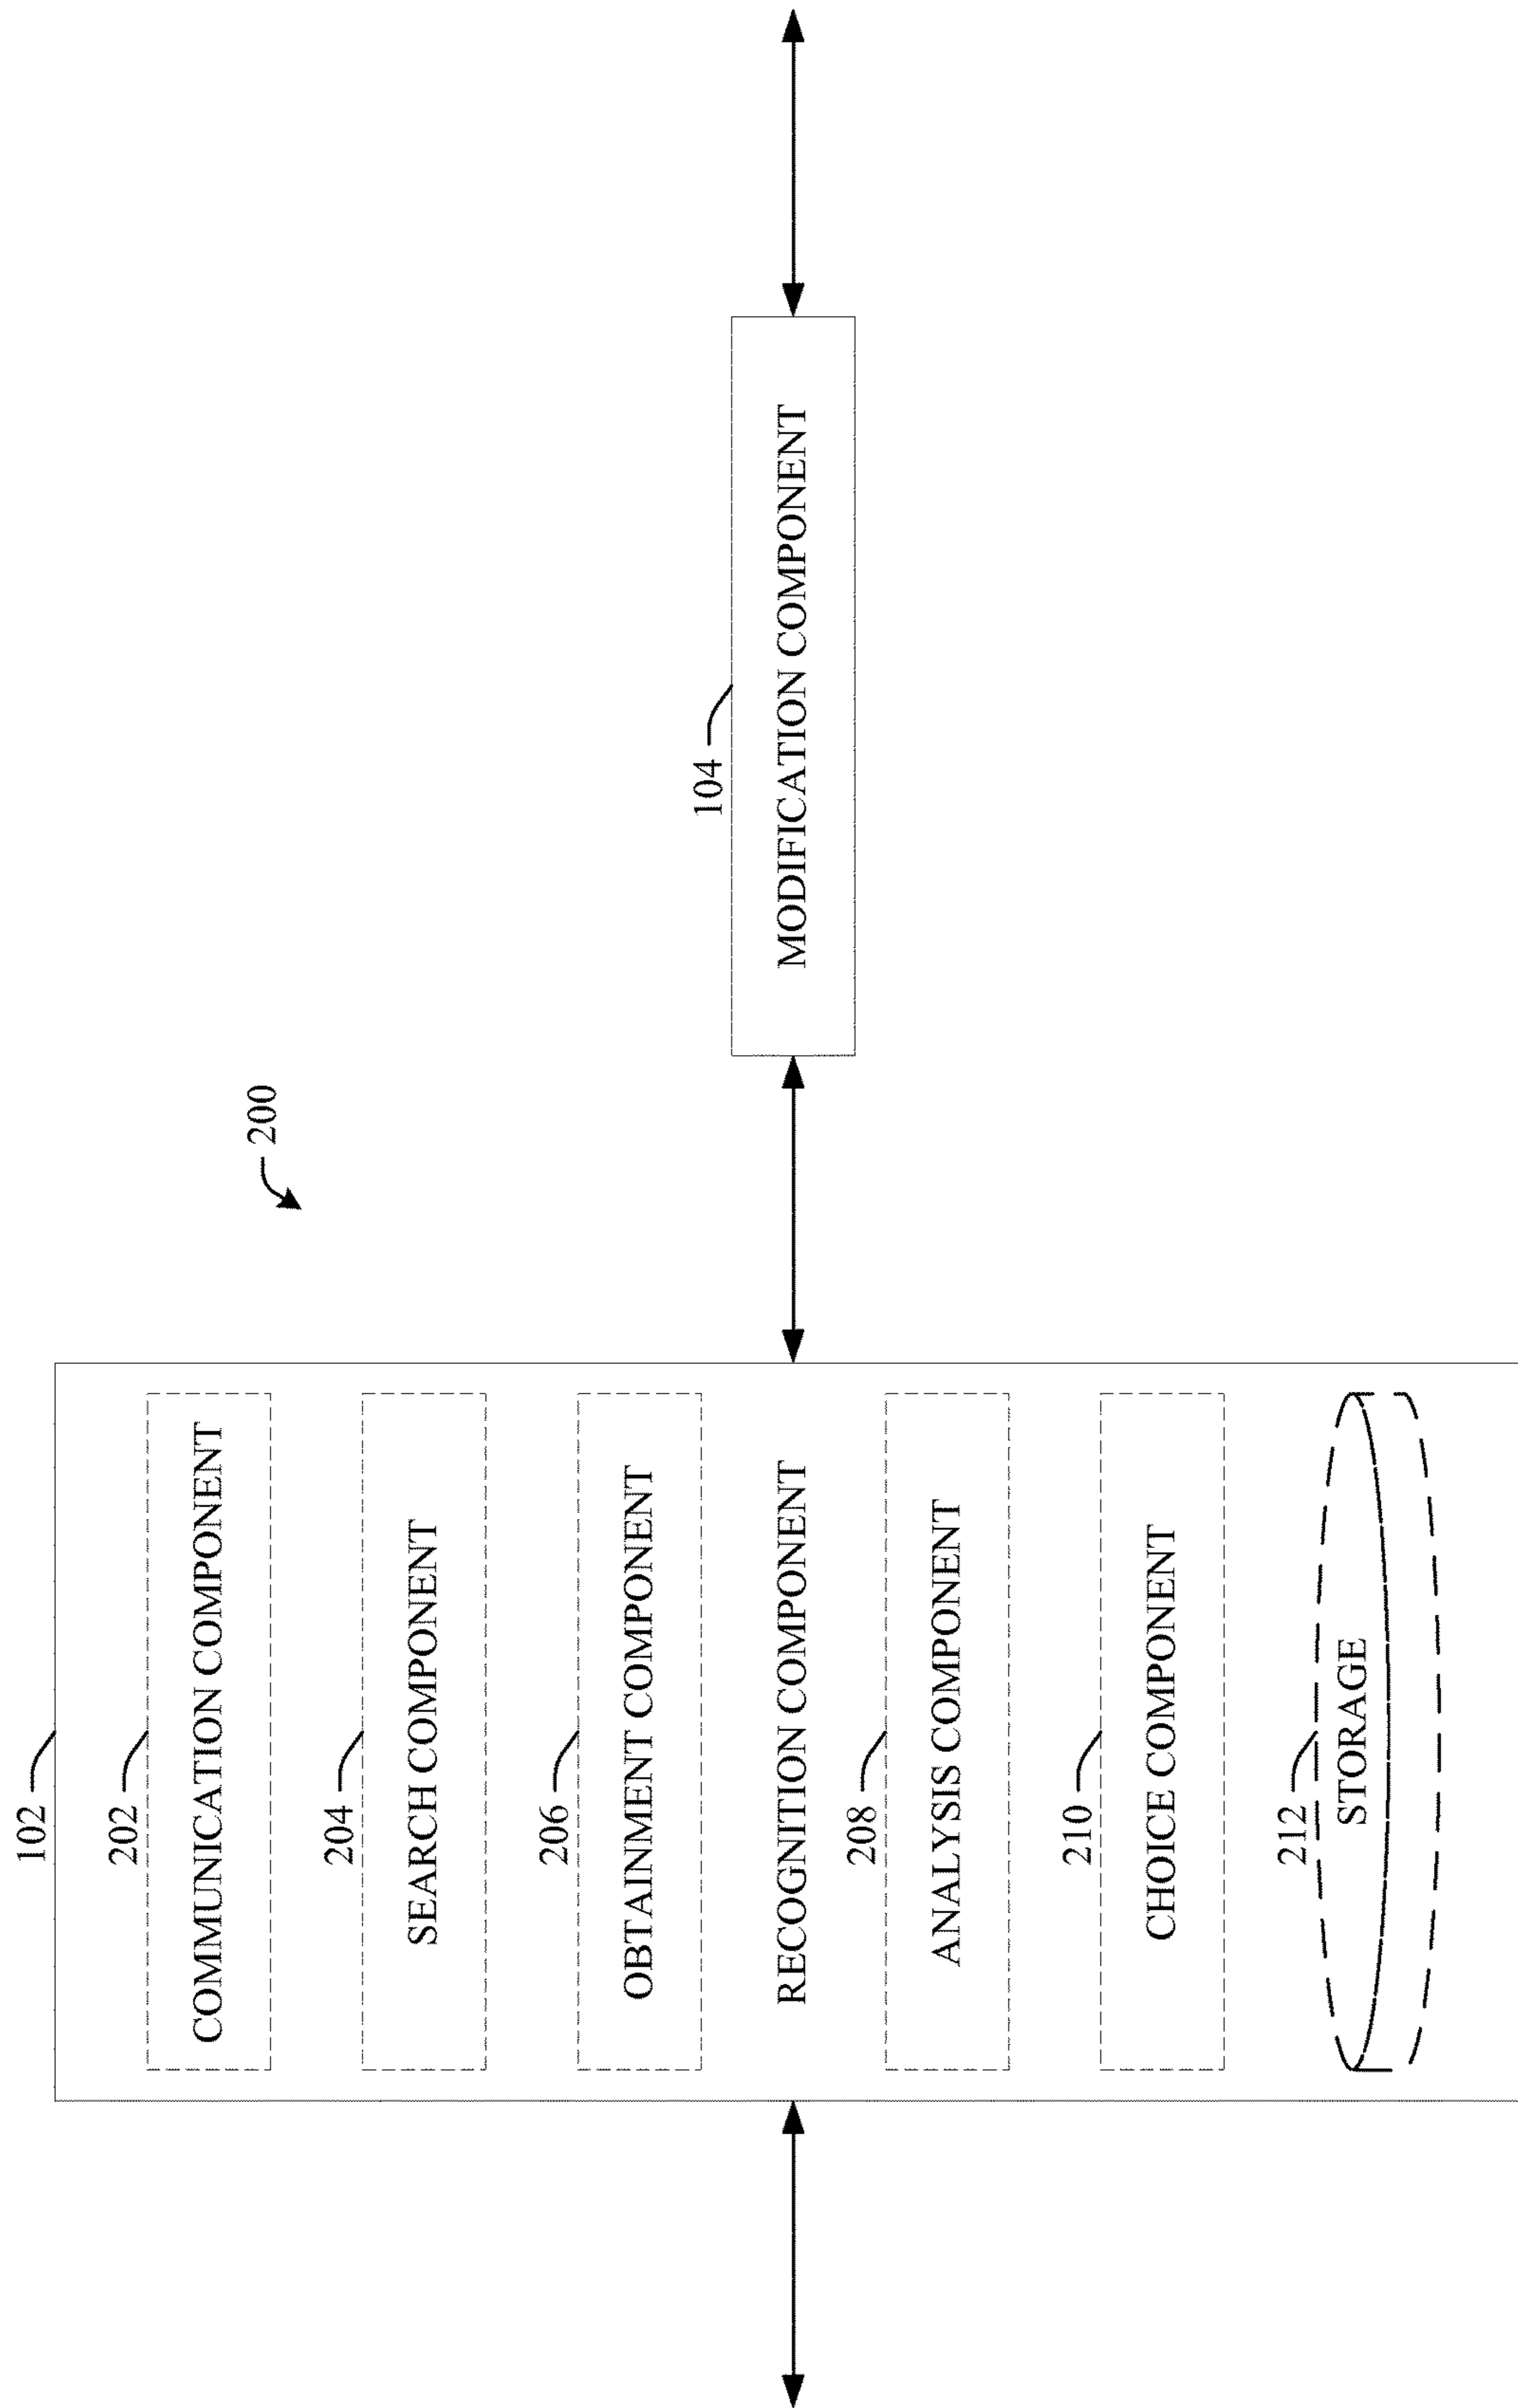 200
102
202
COMMUNICATION COMPONENT
204
SEARCH COMPONENT
206
OBTAINMENT COMPONENT
RECOGNITION COMPONENT
208
ANALYSIS COMPONENT
210
CHOICE COMPONENT
212
STORAGE
104
MODIFICATION COMPONENT